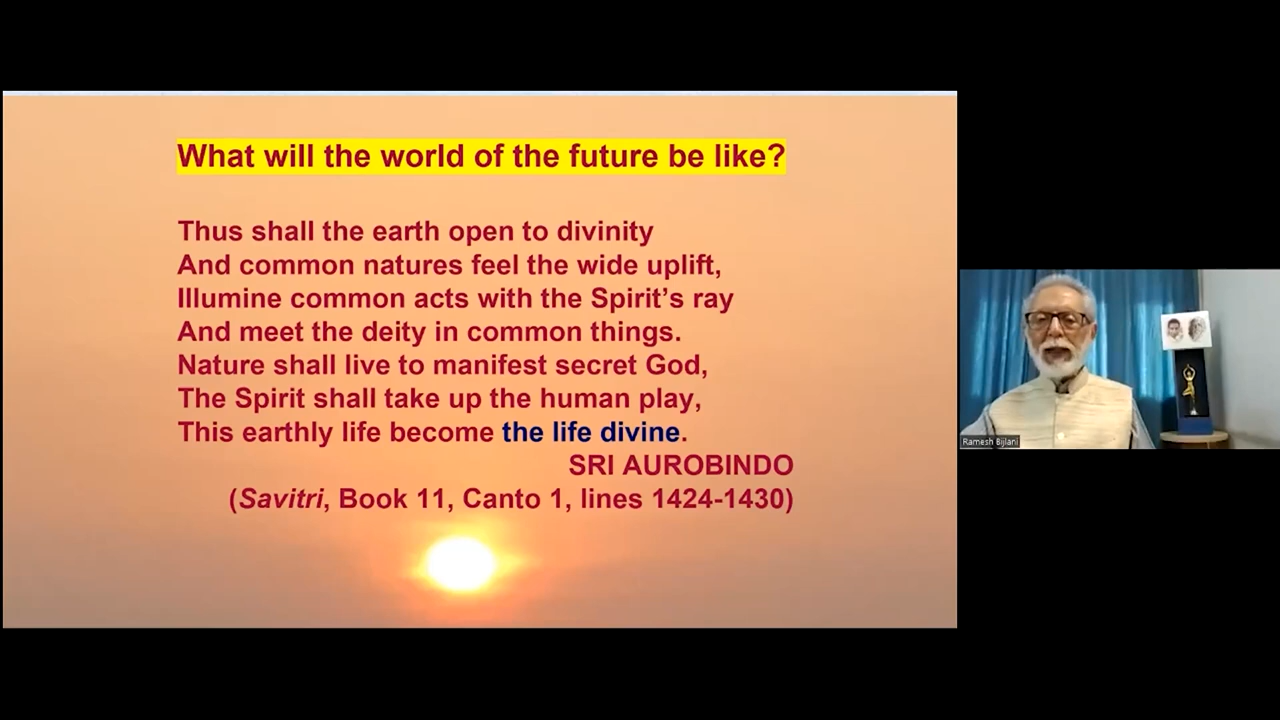 What will the world of the future be like?
Thus shall the earth open to divinity
And common natures feel the wide uplift,
Illumine common acts with the Spirit’s ray
And meet the deity in common things.
Nature shall live to manifest secret God,
The Spirit shall take up the human play,
This earthly life become the life divine.
SRI AUROBINDO
(Savitri, Book 11, Canto 1, lines 1424-1430)
Ramesh Bijlani